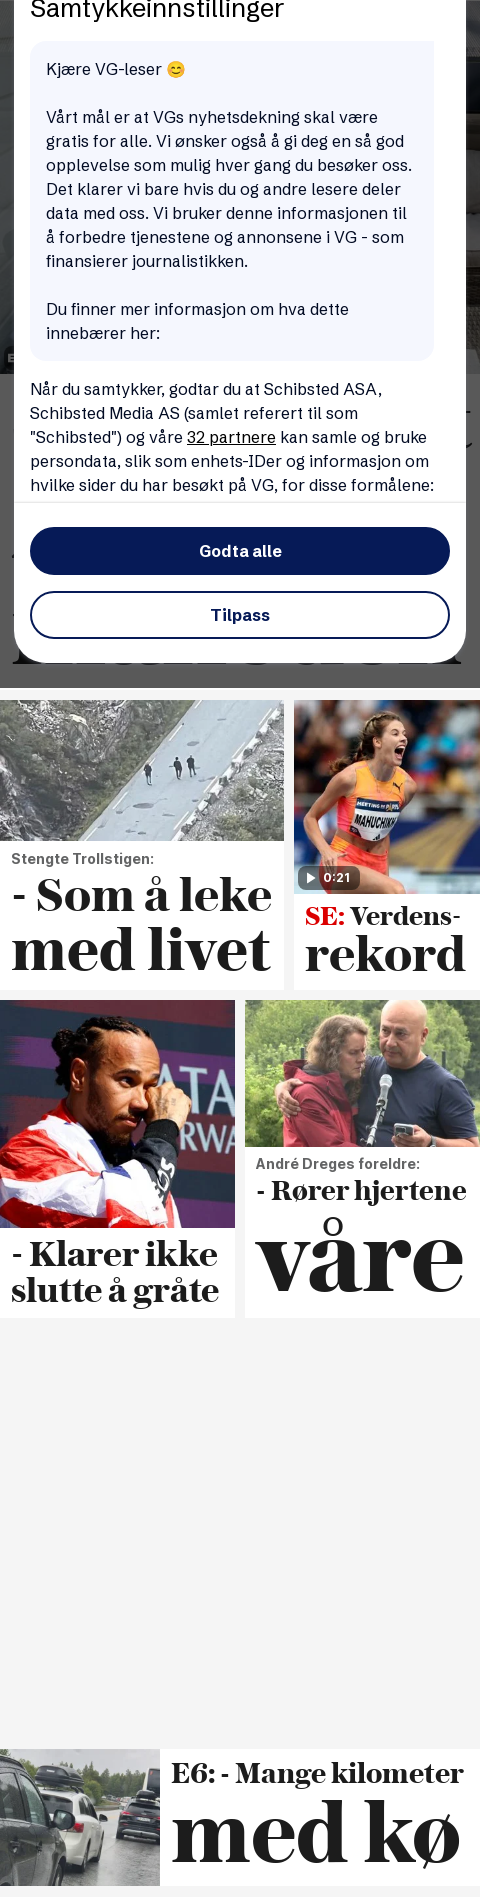 Samtykkeinnstillinger
Kjære VG-leser 😊
Vårt mål er at VGs nyhetsdekning skal være
gratis for alle. Vi ønsker også å gi deg en så god
opplevelse som mulig hver gang du besøker oss.
Det klarer vi bare hvis du og andre lesere deler
data med oss. Vi bruker denne informasjonen til
å forbedre tjenestene og annonsene i VG - som
finansierer journalistikken.
Du finner mer informasjon om hva dette
innebærer her:
Når du samtykker, godtar du at Schibsted ASA,
Schibsted Media AS (samlet referert til som
"Schibsted") og våre 32 partnere kan samle og bruke
persondata, slik som enhets-IDer og informasjon om
hvilke sider du har besøkt på VG, for disse formålene:
Godta alle
Tilpass
Stengte Trollstigen:
- Som å leke
med livet
MEETING
MAHUCHIKH
0:21
SE: Verdens-
rekord
- Klarer ikke
slutte å gråte
André Dreges foreldre:
- Rører hjertene
våre
E6: - Mange kilometer
med kø